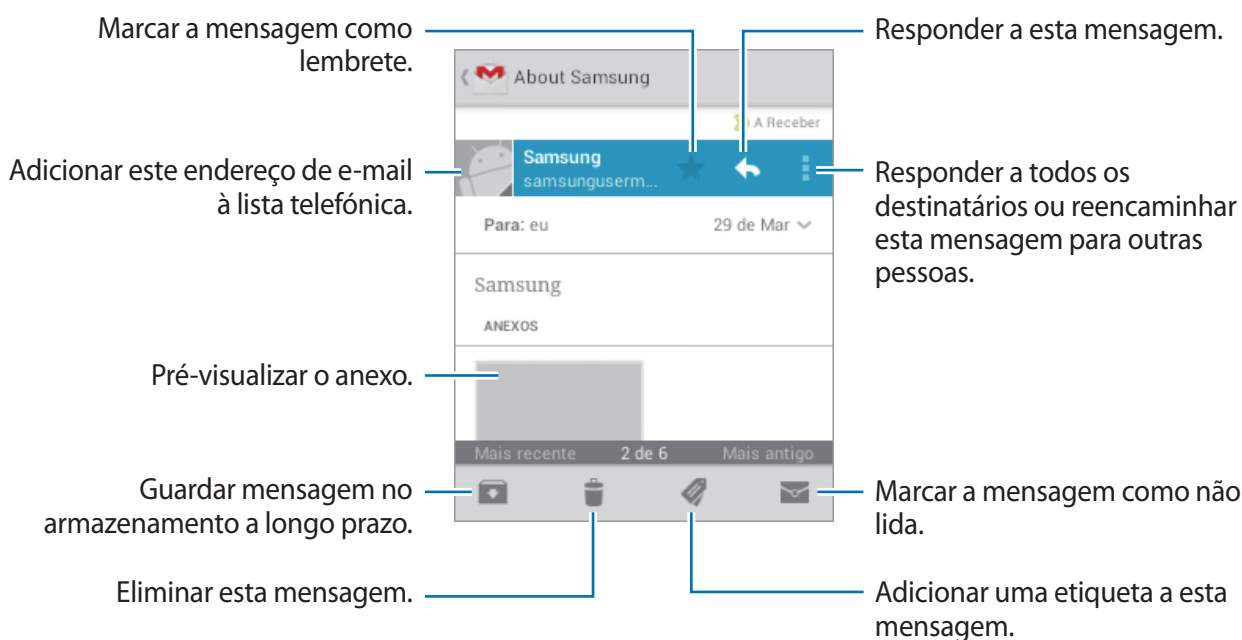 Marcar a mensagem como
lembrete.
Responder a esta mensagem.
About Samsung
A Receber
Adicionar este endereço de e-mail
à lista telefónica.
Samsung
samsunguserm...
Responder a todos os
destinatários ou reencaminhar
esta mensagem para outras
pessoas.
Para: eu
29 de Mar
Samsung
ANEXOS
Pré-visualizar o anexo.
Mais recente 2 de 6 Mais antigo
Guardar mensagem no
armazenamento a longo prazo.
Marcar a mensagem como não
lida.
Eliminar esta mensagem.
Adicionar uma etiqueta a esta
mensagem.